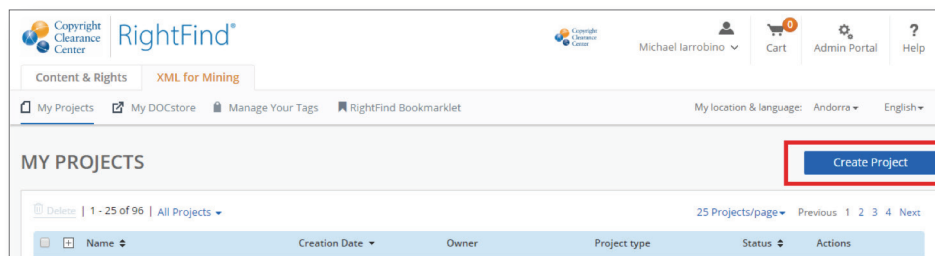 Copyright
Clearance
Center
RightFind®
Copyright
Clearance
Center
Michael Iarrobino
0
Cart
Admin Portal
?
Help
Content & Rights
XML for Mining
My Projects
My DOCstore
Manage Your Tags
RightFind Bookmarklet
My location & language: Andorra
English
MY PROJECTS
Create Project
Delete | 1 - 25 of 96 | All Projects
25 Projects/page
Previous 1 2 3 4 Next
Name
Creation Date
Owner
Project type
Status
Actions